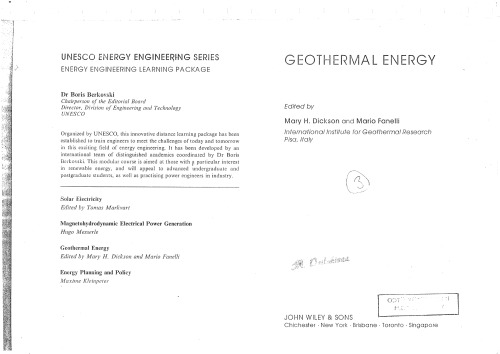 UNESCO ENERGY ENGINEERING SERIES
ENERGY ENGINEERING LEARNING PACKAGE
Dr Boris Berkovski
Chairperson of the Editorial Board
Director, Division of Engineering and Technology
UNESCO
Organized by UNESCO, this innovative distance learning package has been
established to train engineers to meet the challenges of today and tomorrow
in this exciting field of energy engineering. It has been developed by an
international team of distinguished academics coordinated by Dr Boris
Berkovski. This modular course is aimed at those with a particular interest
in renewable energy, and will appeal to advanced undergraduate and
postgraduate students, as well as practising power engineers in industry.
Solar Electricity
Edited by Tomas Markvart
Magnetohydrodynamic Electrical Power Generation
Hugo Messerle
Geothermal Energy
Edited by Mary H. Dickson and Mario Fanelli
Energy Planning and Policy
Maxime Kleinpeter
GEOTHERMAL ENERGY
Edited by
Mary H. Dickson and Mario Fanelli
International Institute for Geothermal Research
Pisa, Italy
3
JOHN WILEY & SONS
Chichester · New York · Brisbane · Toronto · Singapore